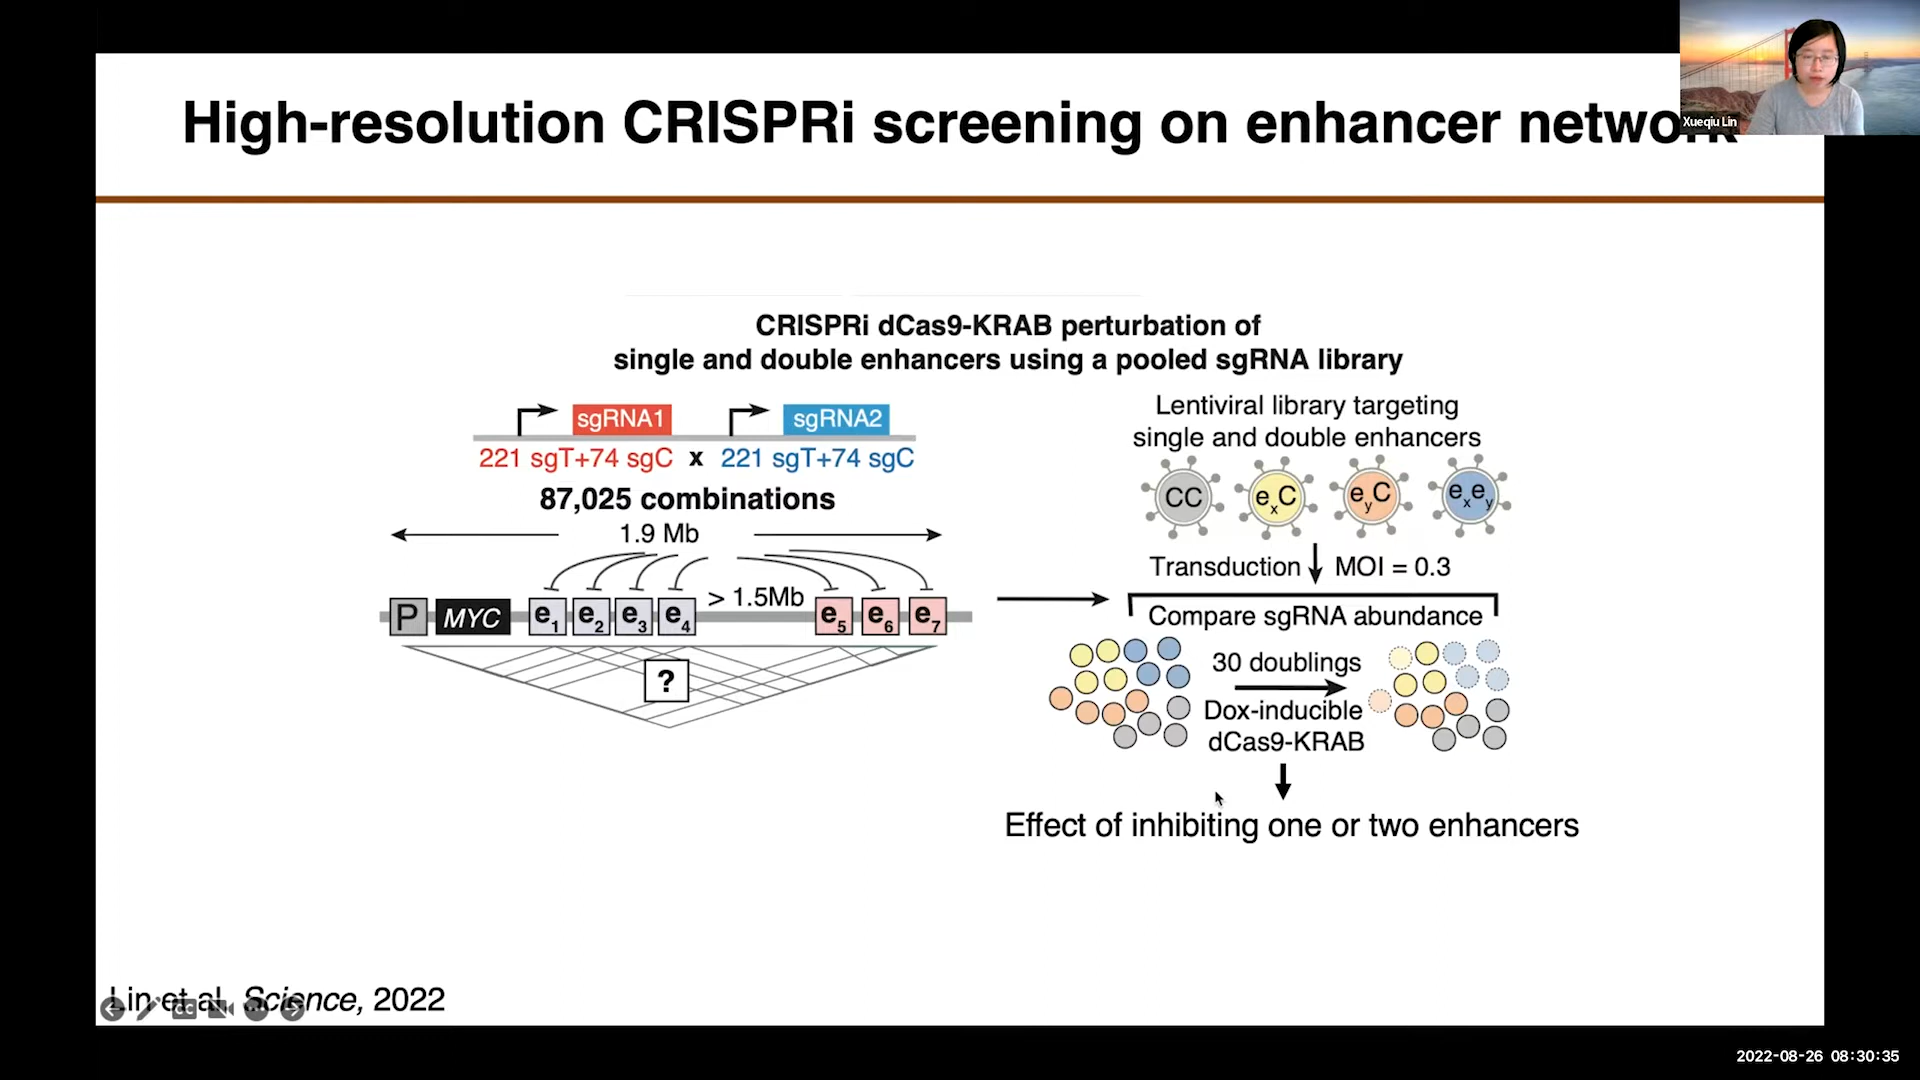 High-resolution CRISPRi screening on enhancer network
Xueqiu Lin
CRISPRi dCas9-KRAB perturbation of
single and double enhancers using a pooled sgRNA library
sgRNA1
sgRNA2
221 sgT+74 sgC x 221 sgT+74 sgC
87,025 combinations
1.9 Mb
P
MYC
e1
e2
e3
e4
> 1.5Mb
e5
e6
e7
?
Lentiviral library targeting
single and double enhancers
CC
exC
eyC
exey
Transduction
MOI = 0.3
Compare sgRNA abundance
30 doublings
Dox-inducible
dCas9-KRAB
Effect of inhibiting one or two enhancers
Lin et al. Science, 2022
CC
2022-08-26 08:30:35